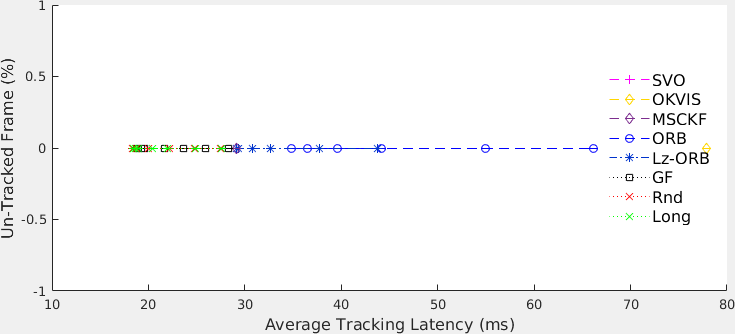 1
0.5
0
-0.5
-1
Un-Tracked Frame (%)
SVO
OKVIS
MSCKF
ORB
Lz-ORB
GF
Rnd
Long
10 20 30 40 50 60 70 80
Average Tracking Latency (ms)